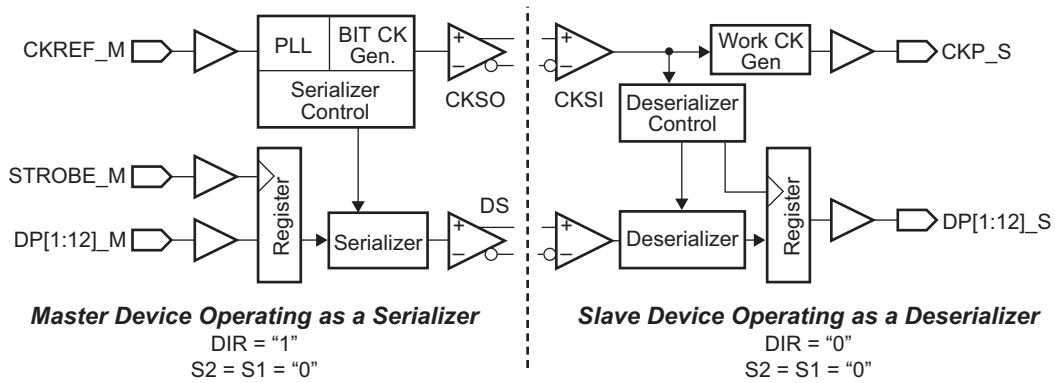 CKREF_M
PLL
BIT CK
Gen.
Serializer
Control
+
−
CKSO
STROBE_M
DP[1:12]_M
Register
Serializer
DS
+
−
Master Device Operating as a Serializer
DIR = “1”
S2 = S1 = “0”
+
−
CKSI
Work CK
Gen
CKP_S
Deserializer
Control
+
−
Deserializer
Register
DP[1:12]_S
Slave Device Operating as a Deserializer
DIR = “0”
S2 = S1 = “0”